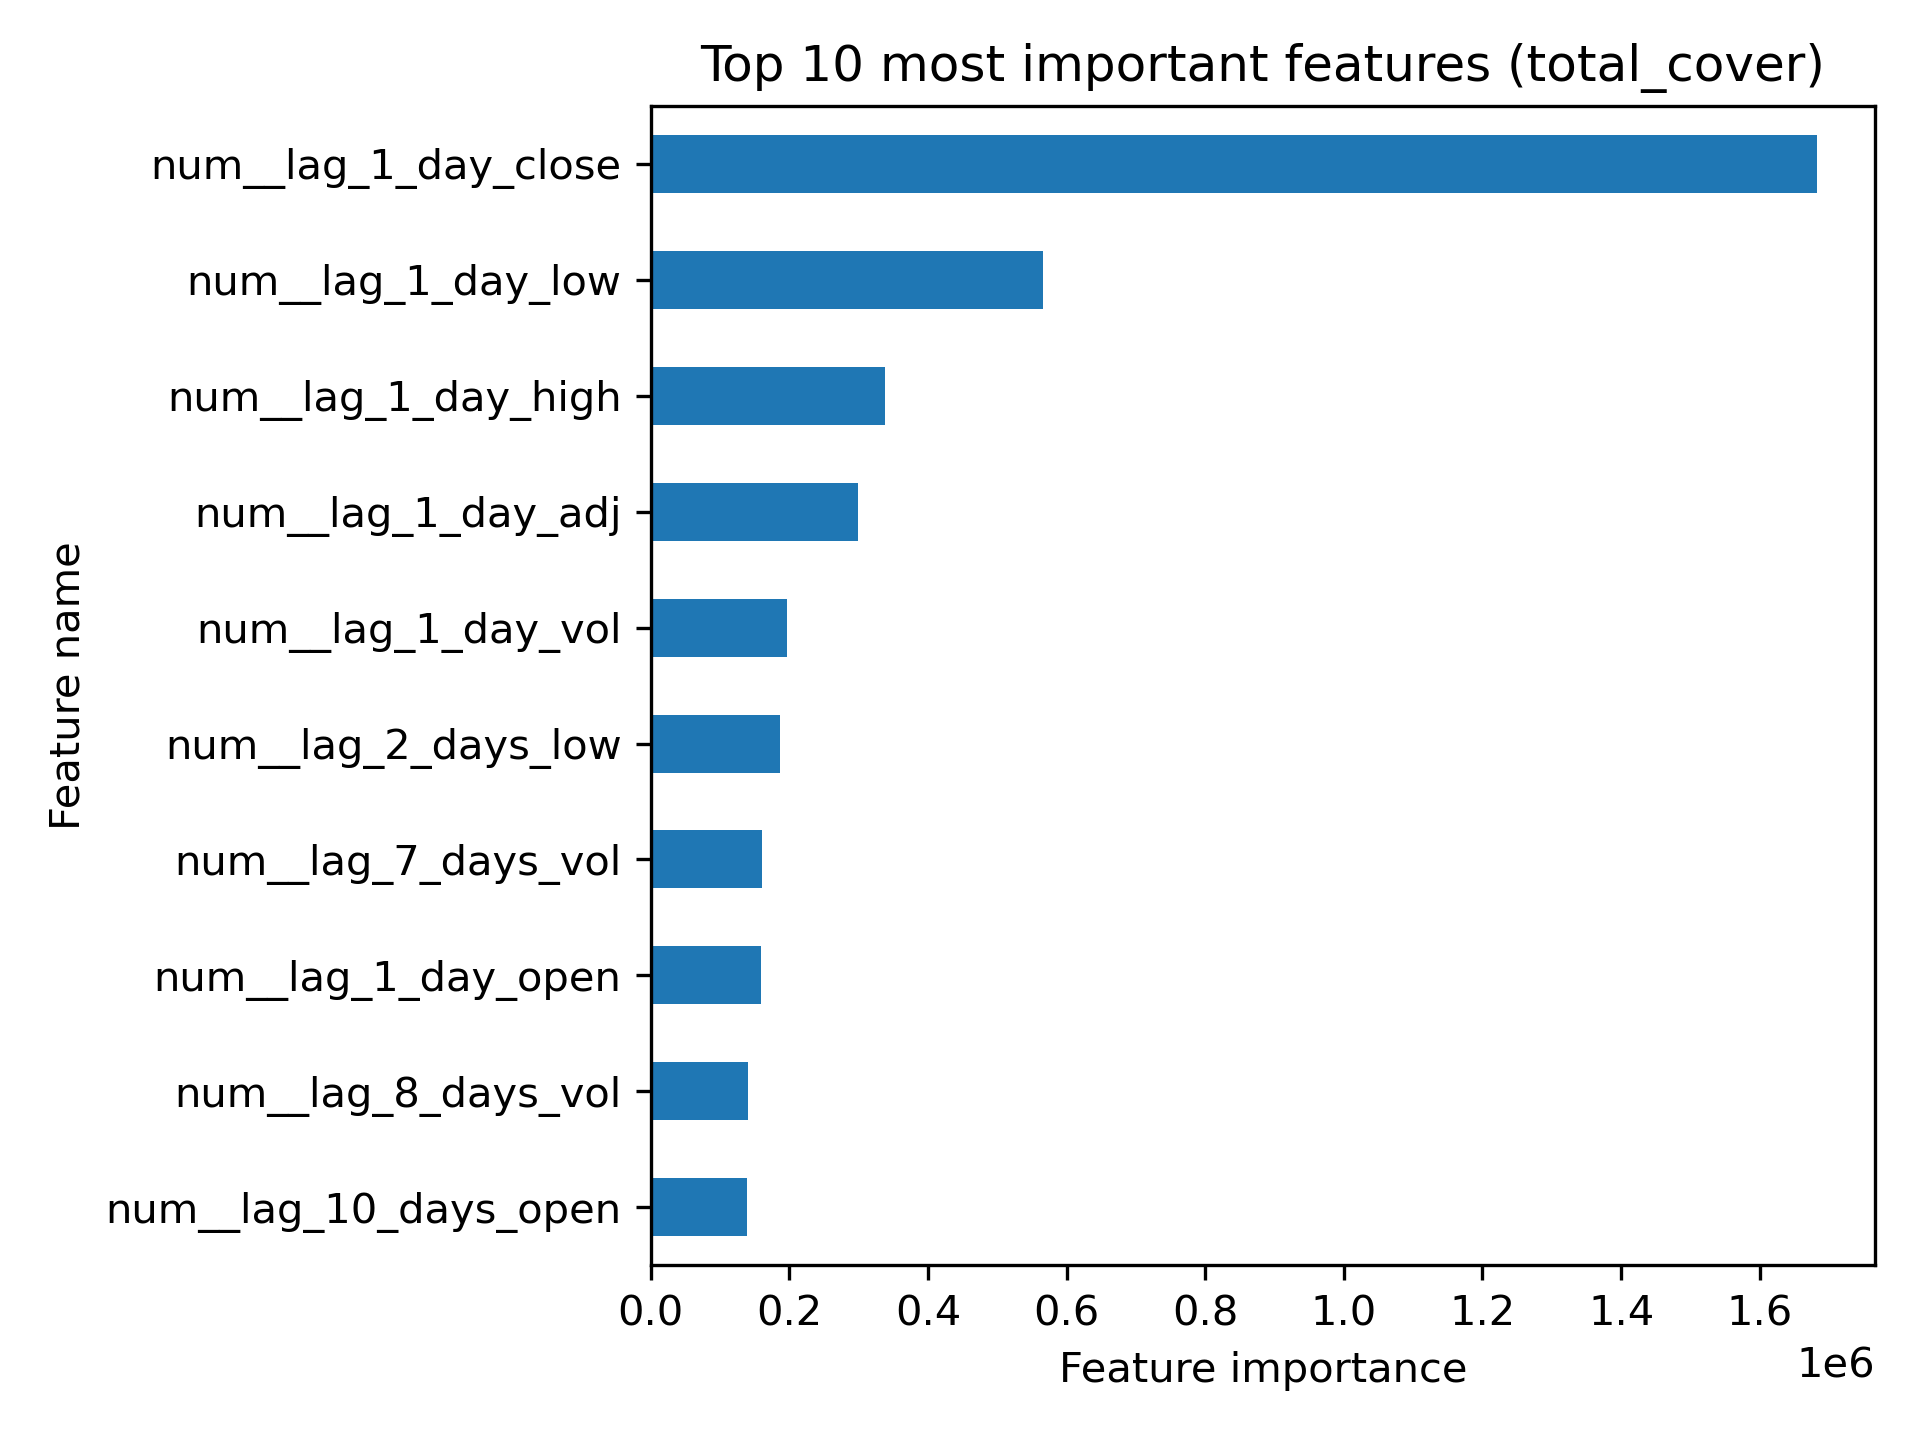 Top 10 most important features (total_cover)
num__lag_1_day_close
num__lag_1_day_low
num__lag_1_day_high
num__lag_1_day_adj
num__lag_1_day_vol
num__lag_2_days_low
num__lag_7_days_vol
num__lag_1_day_open
num__lag_8_days_vol
num__lag_10_days_open
Feature name
0.0 0.2 0.4 0.6 0.8 1.0 1.2 1.4 1.6
1e6
Feature importance